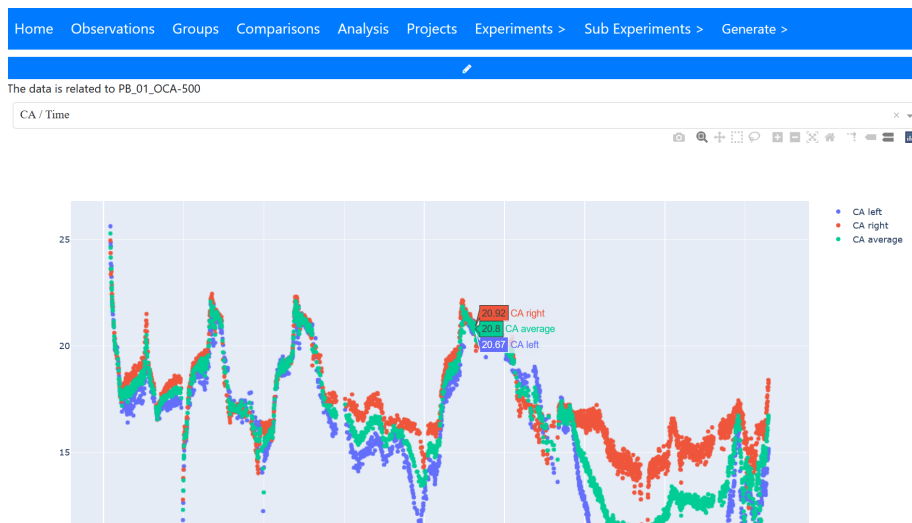 Home Observations Groups Comparisons Analysis Projects Experiments > Sub Experiments > Generate >
The data is related to PB_01_OCA-500
CA / Time
CA left
CA right
CA average
25
20.92 CA right
20.8 CA average
20 20.67 CA left
15